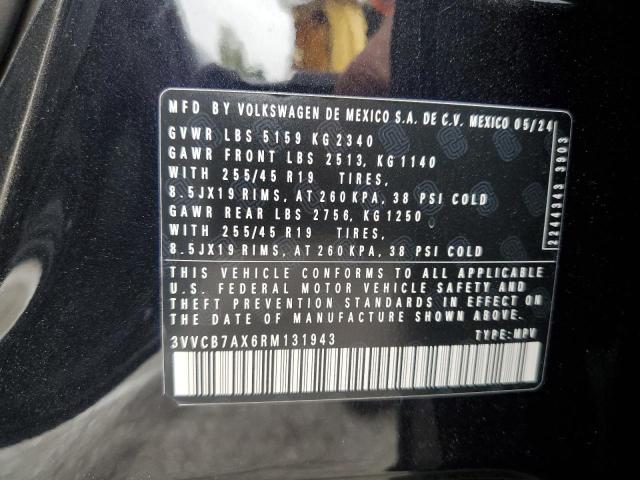 MFD BY VOLKSWAGEN DE MEXICO S.A. DE C.V. MEXICO 05/24
GVWR LBS 5159 KG 2340
GAWR FRONT LBS 2513, KG 1140
WITH 255/45 R19 TIRES,
8.5JX19 RIMS, AT 260 KPA, 38 PSI COLD
GAWR REAR LBS 2756, KG 1250
WITH 255/45 R19 TIRES,
8.5JX19 RIMS, AT 260 KPA, 38 PSI COLD
THIS VEHICLE CONFORMS TO ALL APPLICABLE
U.S. FEDERAL MOTOR VEHICLE SAFETY AND
THEFT PREVENTION STANDARDS IN EFFECT ON
THE DATE OF MANUFACTURE SHOWN ABOVE.
3VVCB7AX6RM131943 TYPE: MPV
2244343 3303